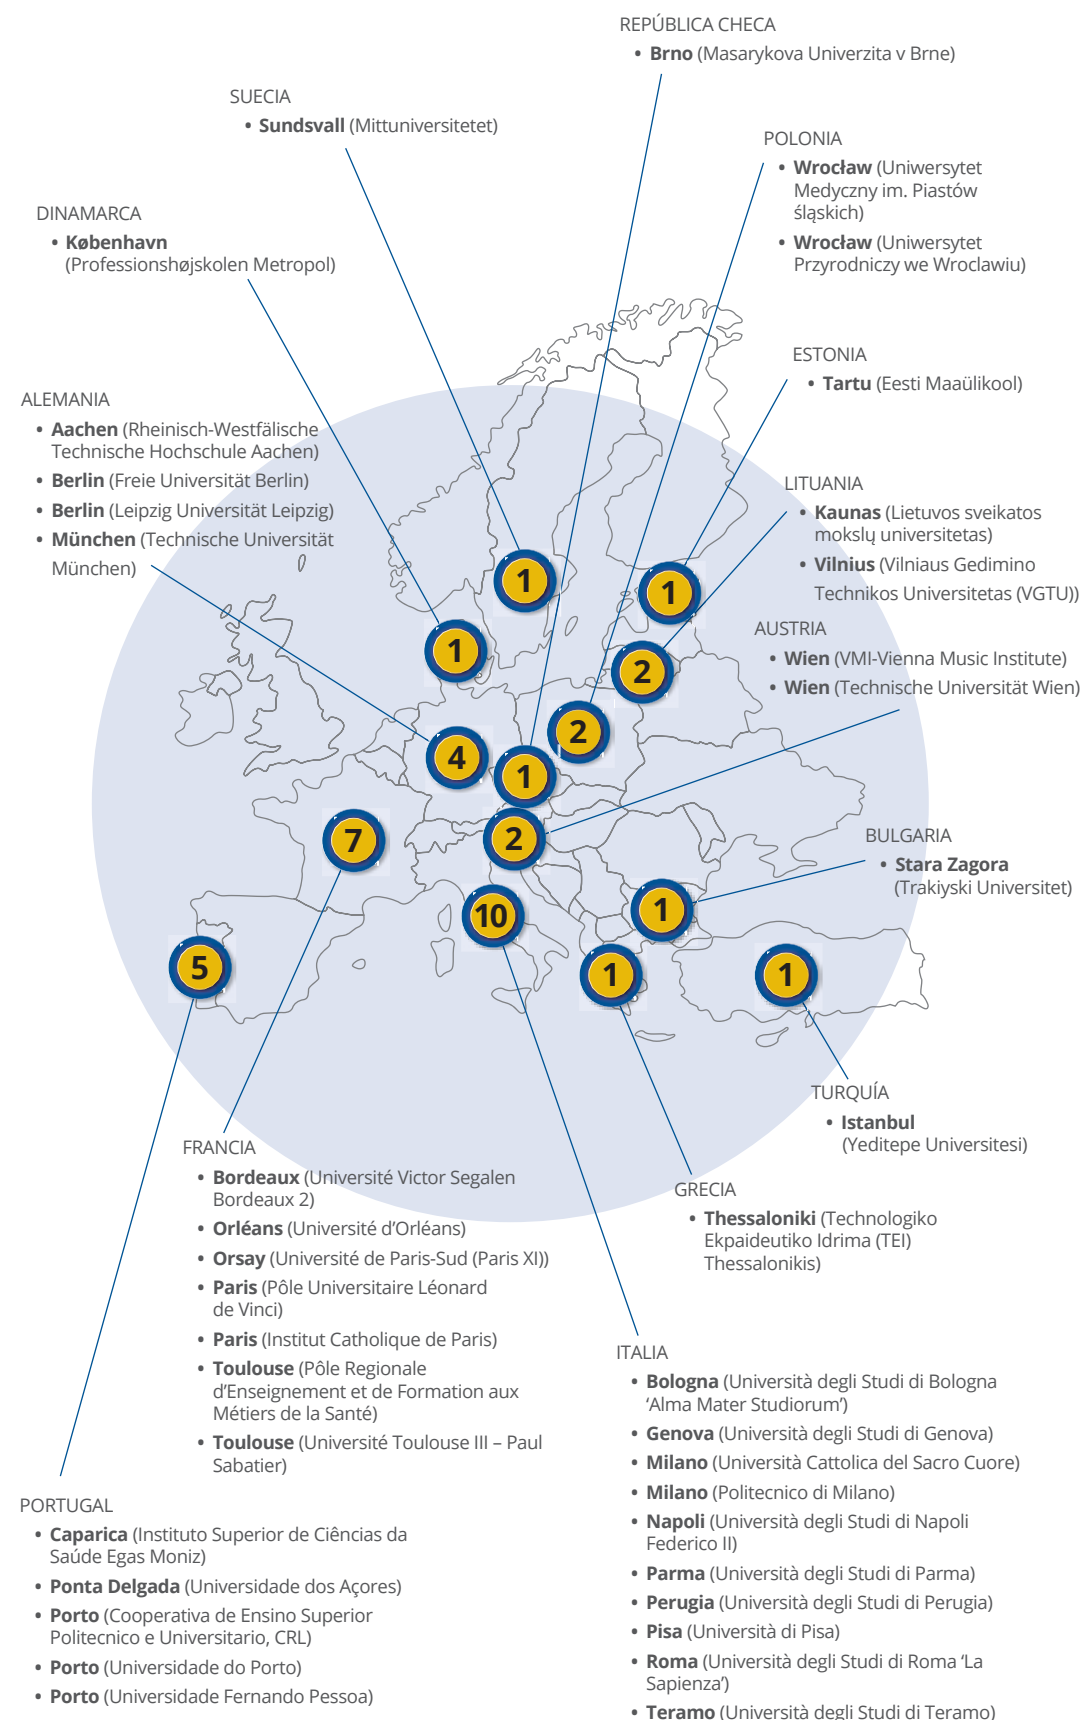 REPÚBLICA CHECA
• Brno (Masarykova Univerzita v Brne)
SUECIA
• Sundsvall (Mittuniversitetet)
POLONIA
• Wrocław (Uniwersytet
Medyczny im. Piastów
śląskich)
• Wrocław (Uniwersytet
Przyrodniczy we Wroclawiu)
DINAMARCA
• København
(Professionshøjskolen Metropol)
ESTONIA
• Tartu (Eesti Maaülikool)
ALEMANIA
• Aachen (Rheinisch-Westfälische
Technische Hochschule Aachen)
• Berlin (Freie Universität Berlin)
• Berlin (Leipzig Universität Leipzig)
• München (Technische Universität
München)
LITUANIA
• Kaunas (Lietuvos sveikatos
mokslų universitetas)
• Vilnius (Vilniaus Gedimino
Technikos Universitetas (VGTU))
AUSTRIA
• Wien (VMI-Vienna Music Institute)
• Wien (Technische Universität Wien)
1
1
1
2
2
4
1
7
2
10
1
5
1
1
BULGARIA
• Stara Zagora
(Trakiyski Universitet)
TURQUÍA
• Istanbul
(Yeditepe Universitesi)
FRANCIA
• Bordeaux (Université Victor Segalen
Bordeaux 2)
• Orléans (Université d’Orléans)
• Orsay (Université de Paris-Sud (Paris XI))
• Paris (Pôle Universitaire Léonard
de Vinci)
• Paris (Institut Catholique de Paris)
• Toulouse (Pôle Regionale
d’Enseignement et de Formation aux
Métiers de la Santé)
• Toulouse (Université Toulouse III – Paul
Sabatier)
GRECIA
• Thessaloniki (Technologiko
Ekpaideutiko Idrima (TEI)
Thessalonikis)
ITALIA
• Bologna (Università degli Studi di Bologna
‘Alma Mater Studiorum’)
• Genova (Università degli Studi di Genova)
• Milano (Università Cattolica del Sacro Cuore)
• Milano (Politecnico di Milano)
• Napoli (Università degli Studi di Napoli
Federico II)
• Parma (Università degli Studi di Parma)
• Perugia (Università degli Studi di Perugia)
• Pisa (Università di Pisa)
• Roma (Università degli Studi di Roma ‘La
Sapienza’)
• Teramo (Università degli Studi di Teramo)
PORTUGAL
• Caparica (Instituto Superior de Ciências da
Saúde Egas Moniz)
• Ponta Delgada (Universidade dos Açores)
• Porto (Cooperativa de Ensino Superior
Politecnico e Universitario, CRL)
• Porto (Universidade do Porto)
• Porto (Universidade Fernando Pessoa)